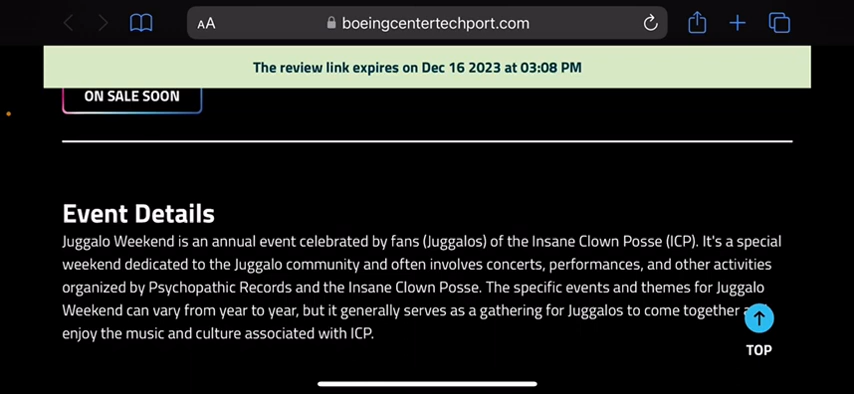 AA
boeingcentertechport.com
The review link expires on Dec 16 2023 at 03:08 PM
ON SALE SOON
Event Details
Juggalo Weekend is an annual event celebrated by fans (Juggalos) of the Insane Clown Posse (ICP). It's a special
weekend dedicated to the Juggalo community and often involves concerts, performances, and other activities
organized by Psychopathic Records and the Insane Clown Posse. The specific events and themes for Juggalo
Weekend can vary from year to year, but it generally serves as a gathering for Juggalos to come together
enjoy the music and culture associated with ICP.
TOP